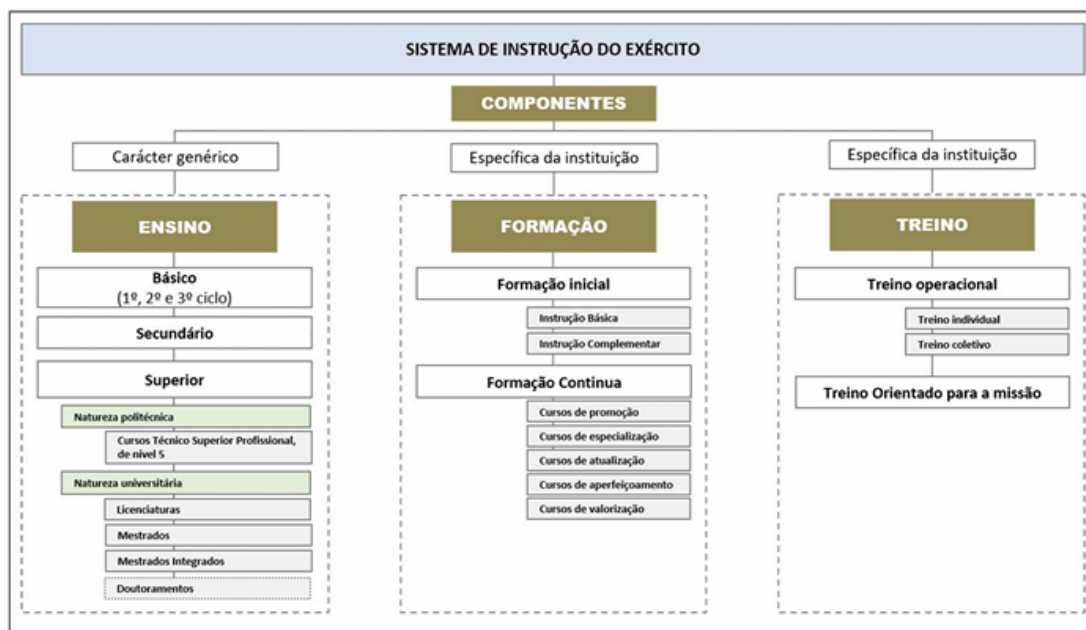 SISTEMA DE INSTRUÇÃO DO EXÉRCITO
COMPONENTES
Carácter genérico
ENSINO
Básico
(1º, 2º e 3º ciclo)
Secundário
Superior
Natureza politécnica
Cursos Técnico Superior Profissional,
de nível 5
Natureza universitária
Licenciaturas
Mestrados
Mestrados Integrados
Doutoramentos
Específica da instituição
FORMAÇÃO
Formação inicial
Instrução Básica
Instrução Complementar
Formação Continua
Cursos de promoção
Cursos de especialização
Cursos de atualização
Cursos de aperfeiçoamento
Cursos de valorização
Específica da instituição
TREINO
Treino operacional
Treino individual
Treino coletivo
Treino Orientado para a missão